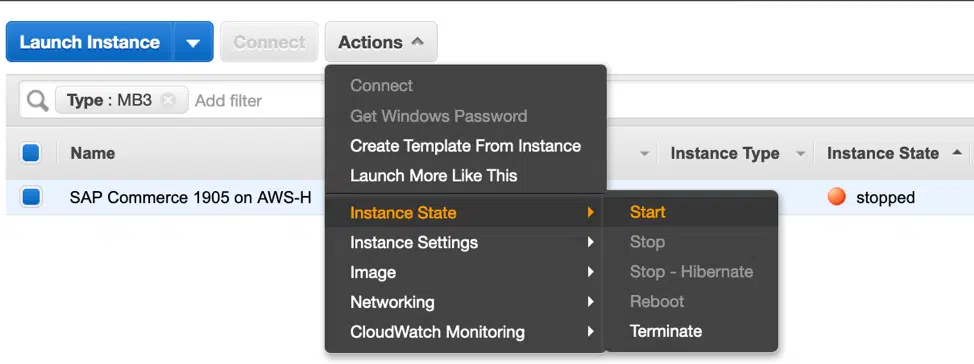 Launch Instance
Connect
Actions
Type : MB3
Add filter
Connect
Get Windows Password
Create Template From Instance
Launch More Like This
Name
Instance Type
Instance State
SAP Commerce 1905 on AWS-H
stopped
Instance State
Instance Settings
Image
Networking
CloudWatch Monitoring
Start
Stop
Stop - Hibernate
Reboot
Terminate